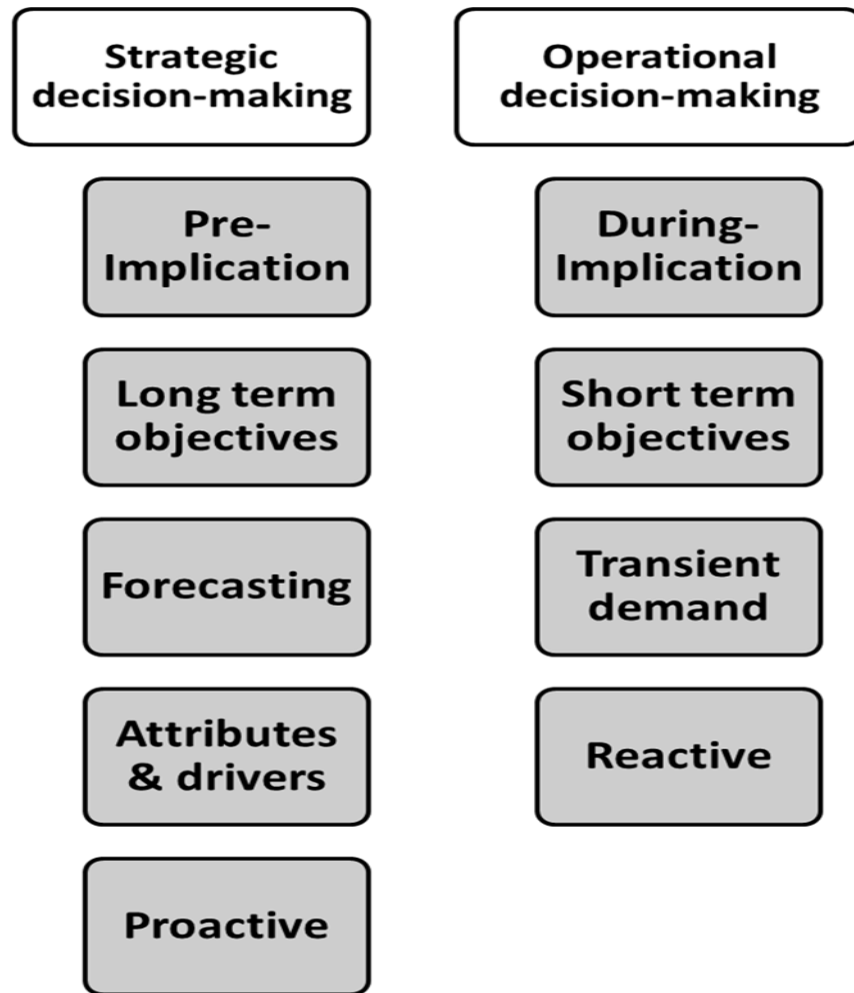 Strategic
decision-making
Operational
decision-making
Pre-
Implication
During-
Implication
Long term
objectives
Short term
objectives
Forecasting
Transient
demand
Attributes
& drivers
Reactive
Proactive